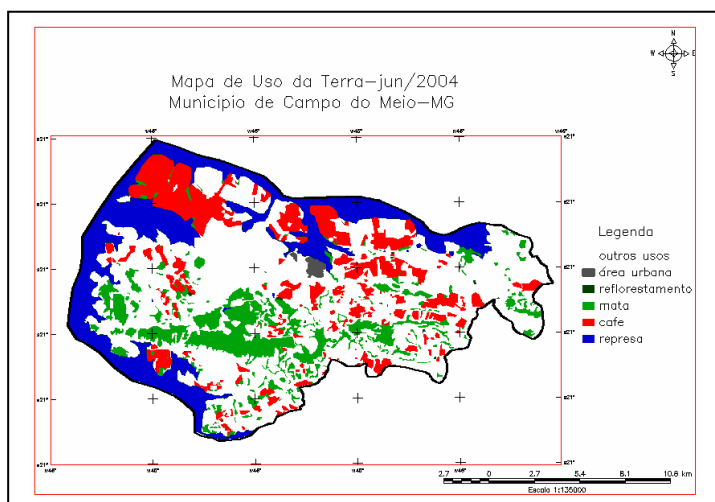 N
W E
S
Mapa de Uso da Terra-jun/2004
Município de Campo do Meio-MG
Legenda
outros usos
área urbana
reflorestamento
mata
cafe
represa
2.7 0 2.7 5.4 8.1 10.8 km
Escala 1:135000